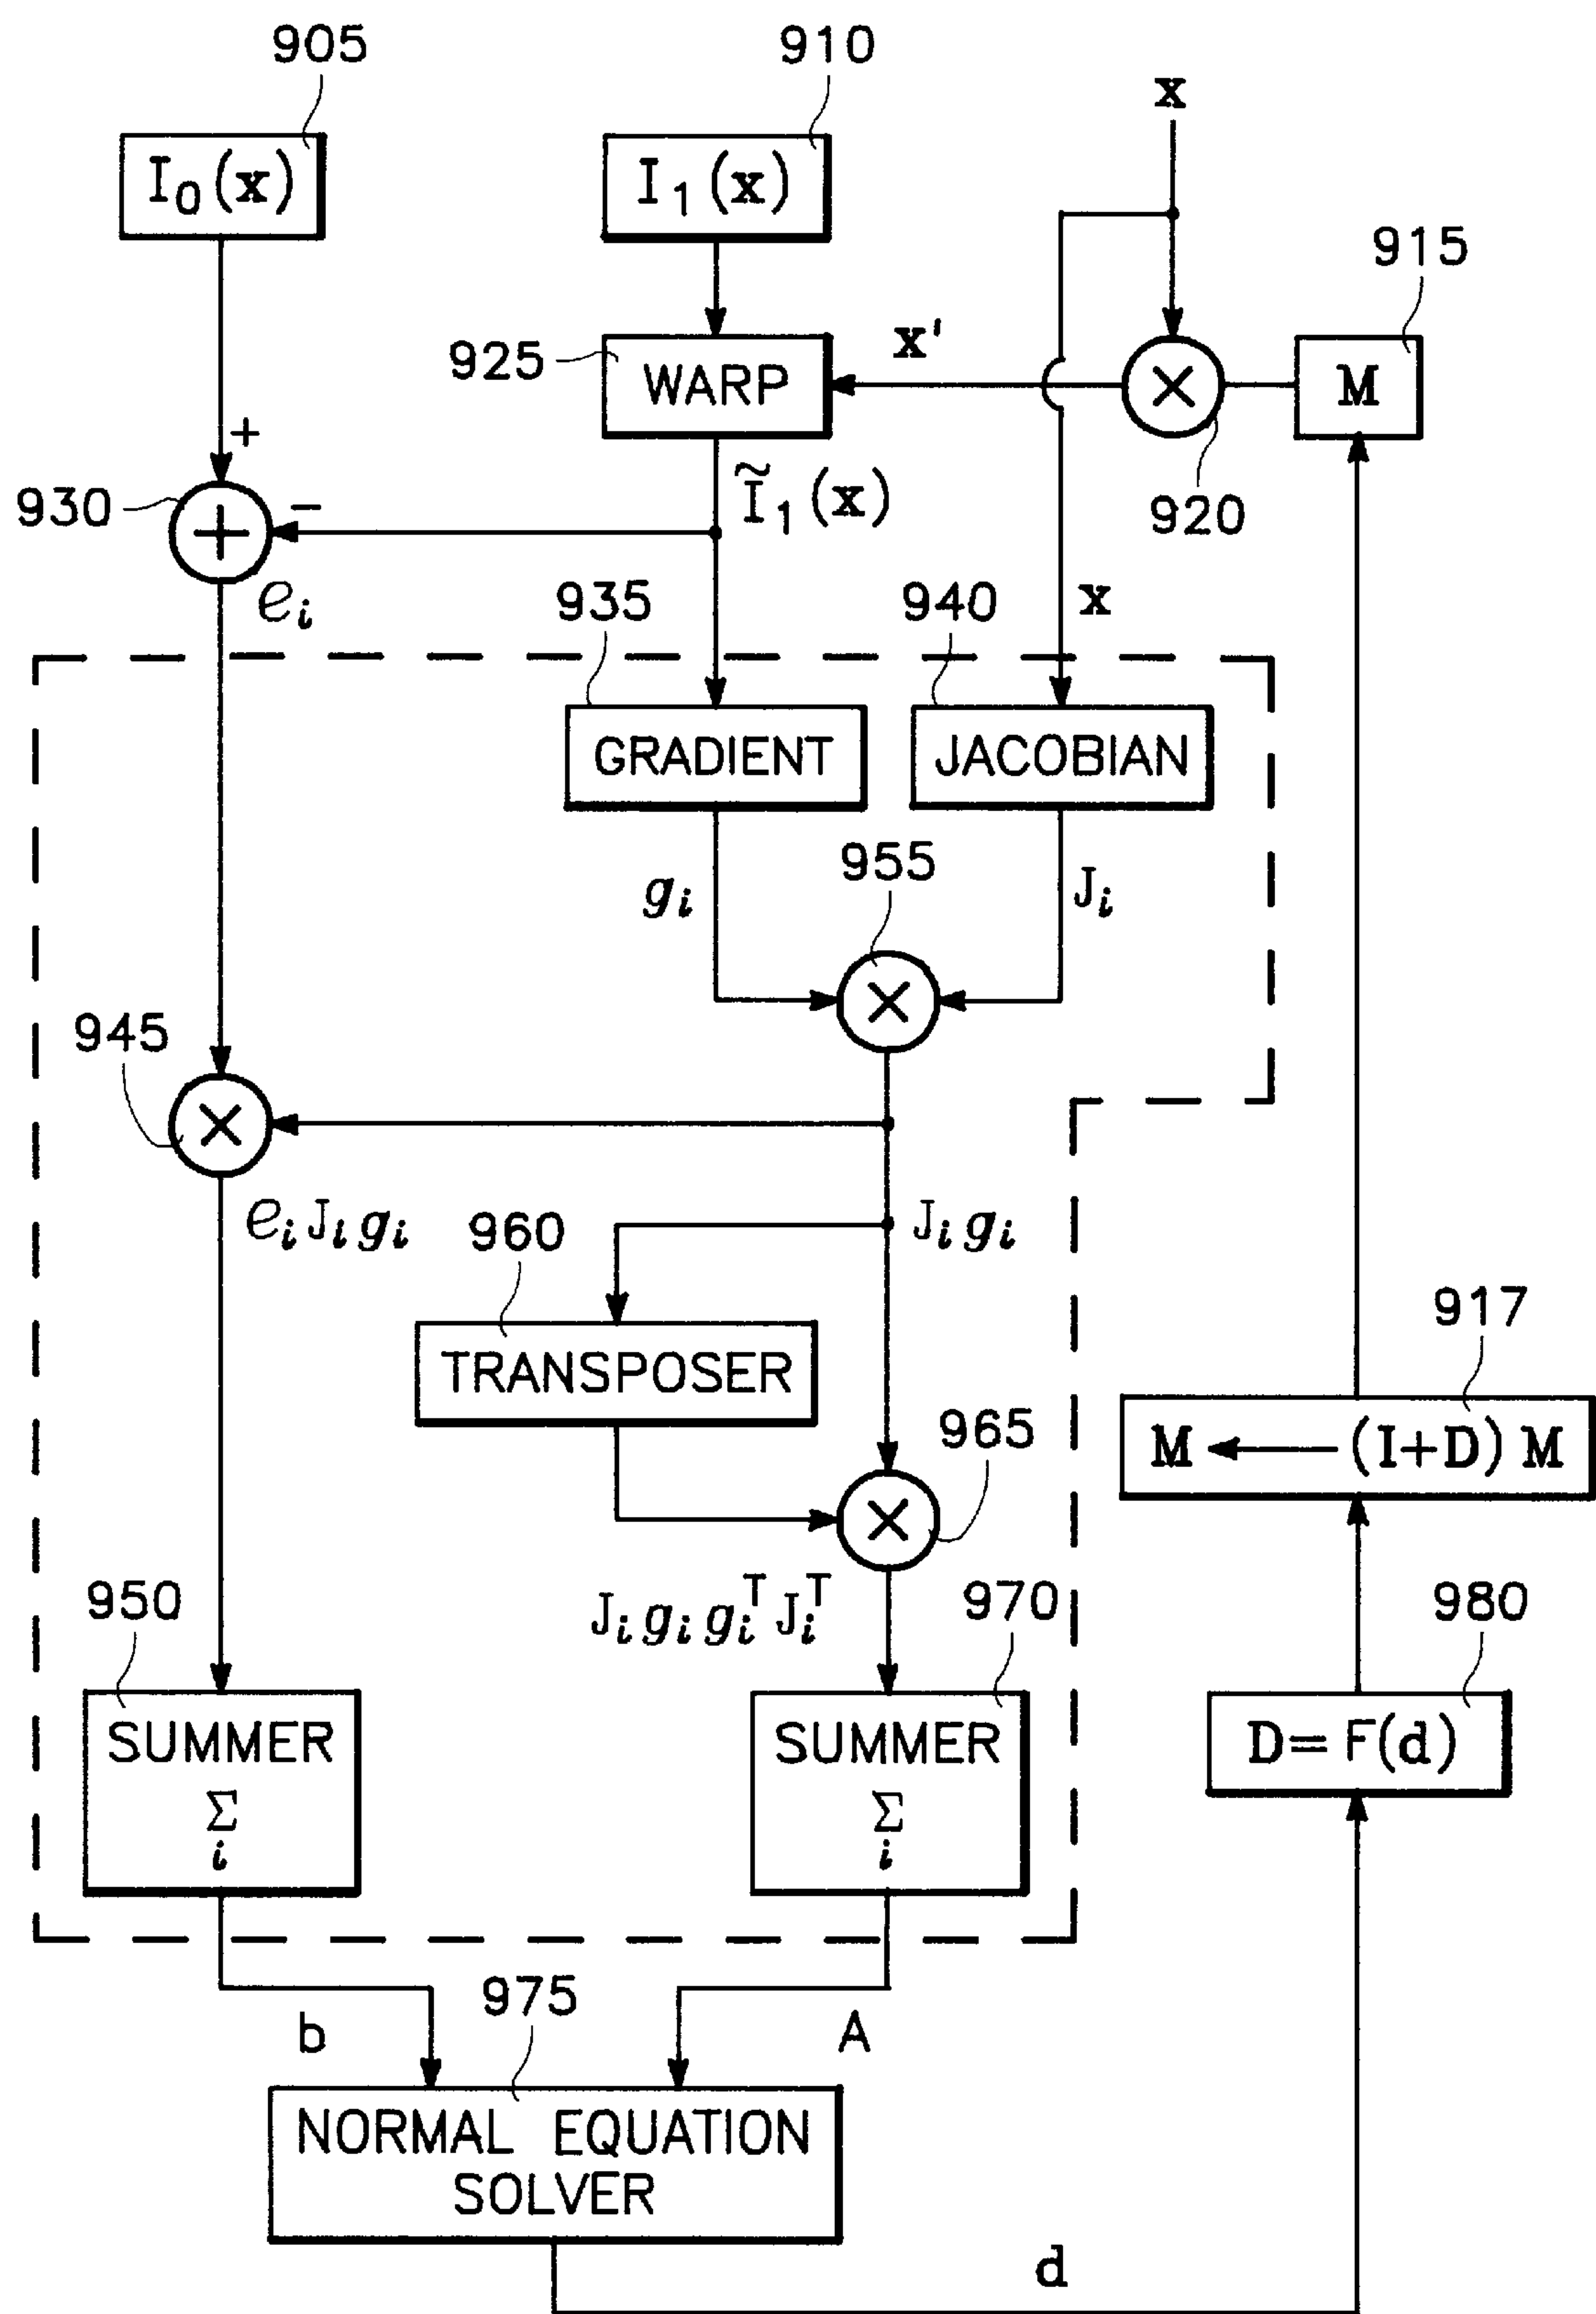 905
910
x
I₀(x)
I₁(x)
915
925
WARP
x'
M
920
+
930
−
Ĩ₁(x)
eᵢ
935
940
x
GRADIENT
JACOBIAN
955
gᵢ
Jᵢ
945
eᵢJᵢgᵢ
960
Jᵢgᵢ
917
TRANSPOSER
965
M ← (I+D) M
950
JᵢgᵢgᵢᵀJᵢᵀ
970
980
SUMMER
Σ
i
SUMMER
Σ
i
D= F(d)
975
b
A
NORMAL EQUATION
SOLVER
d